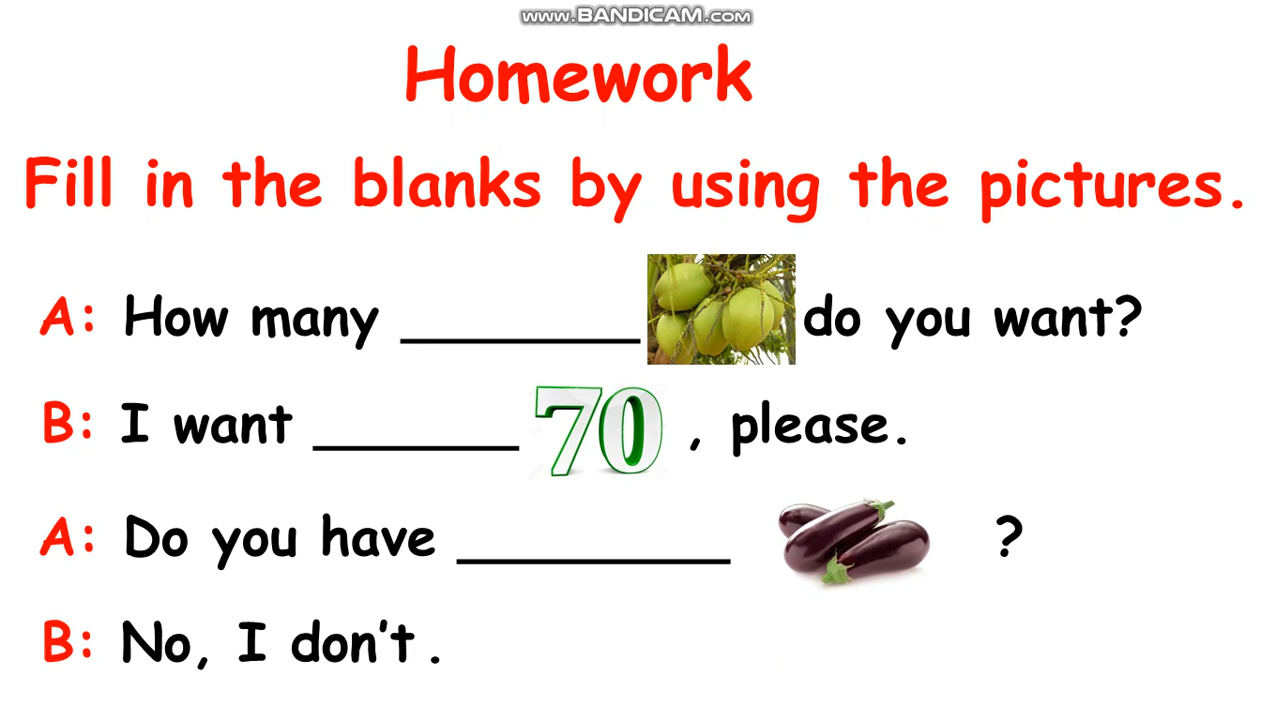 www.BANDICAM.com
Homework
Fill in the blanks by using the pictures.
A: How many ________ do you want?
B: I want _______ 70 , please.
A: Do you have _________ ?
B: No, I don't .